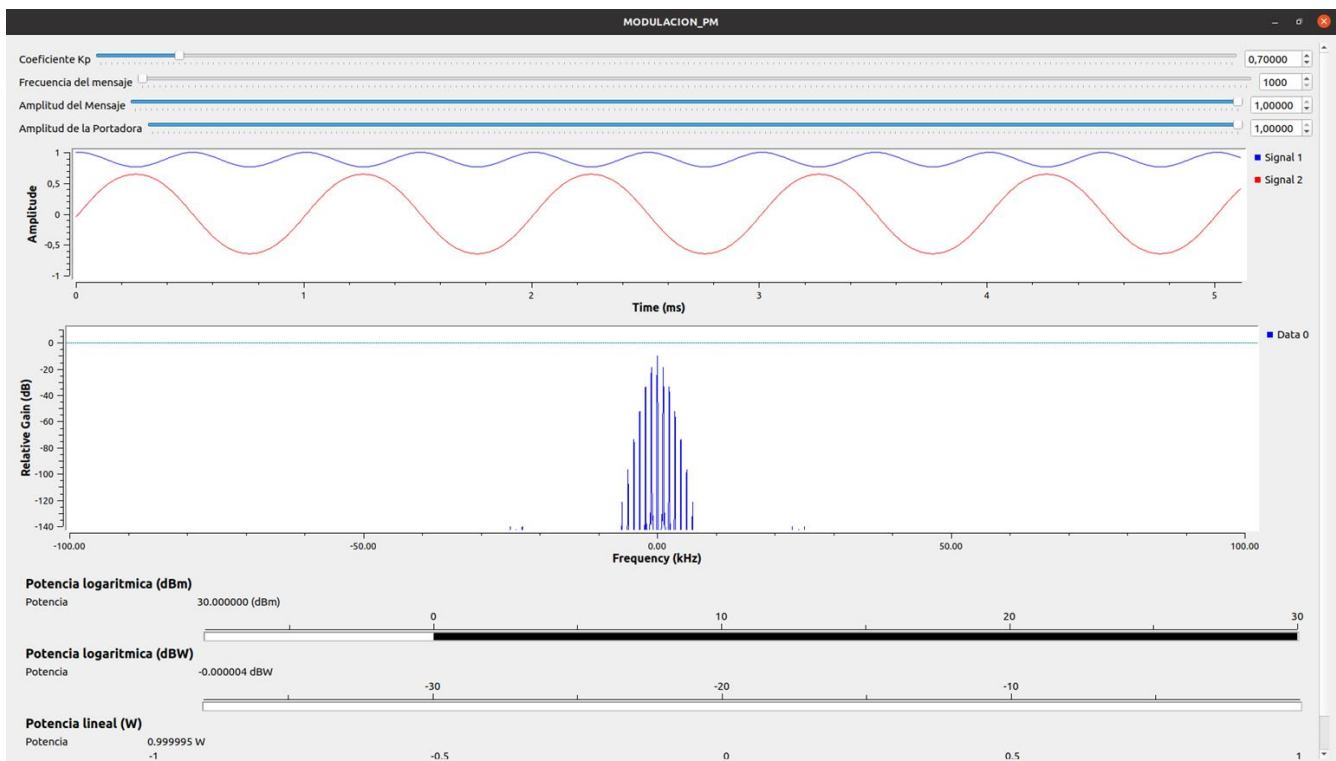 MODULACION_PM
Coeficiente Kp 0,70000
Frecuencia del mensaje 1000
Amplitud del Mensaje 1,00000
Amplitud de la Portadora 1,00000
1
0,5
0
-0,5
-1
Amplitude
Signal 1
Signal 2
0 1 2 3 4 5
Time (ms)
0
-20
-40
-60
-80
-100
-120
-140
Relative Gain (dB)
Data 0
-100.00 -50.00 0.00 50.00 100.00
Frequency (kHz)
Potencia logaritmica (dBm)
Potencia 30.000000 (dBm)
0 10 20 30
Potencia logaritmica (dBW)
Potencia -0.000004 dBW
-30 -20 -10
Potencia lineal (W)
Potencia 0.999995 W
-1 -0.5 0 0.5 1